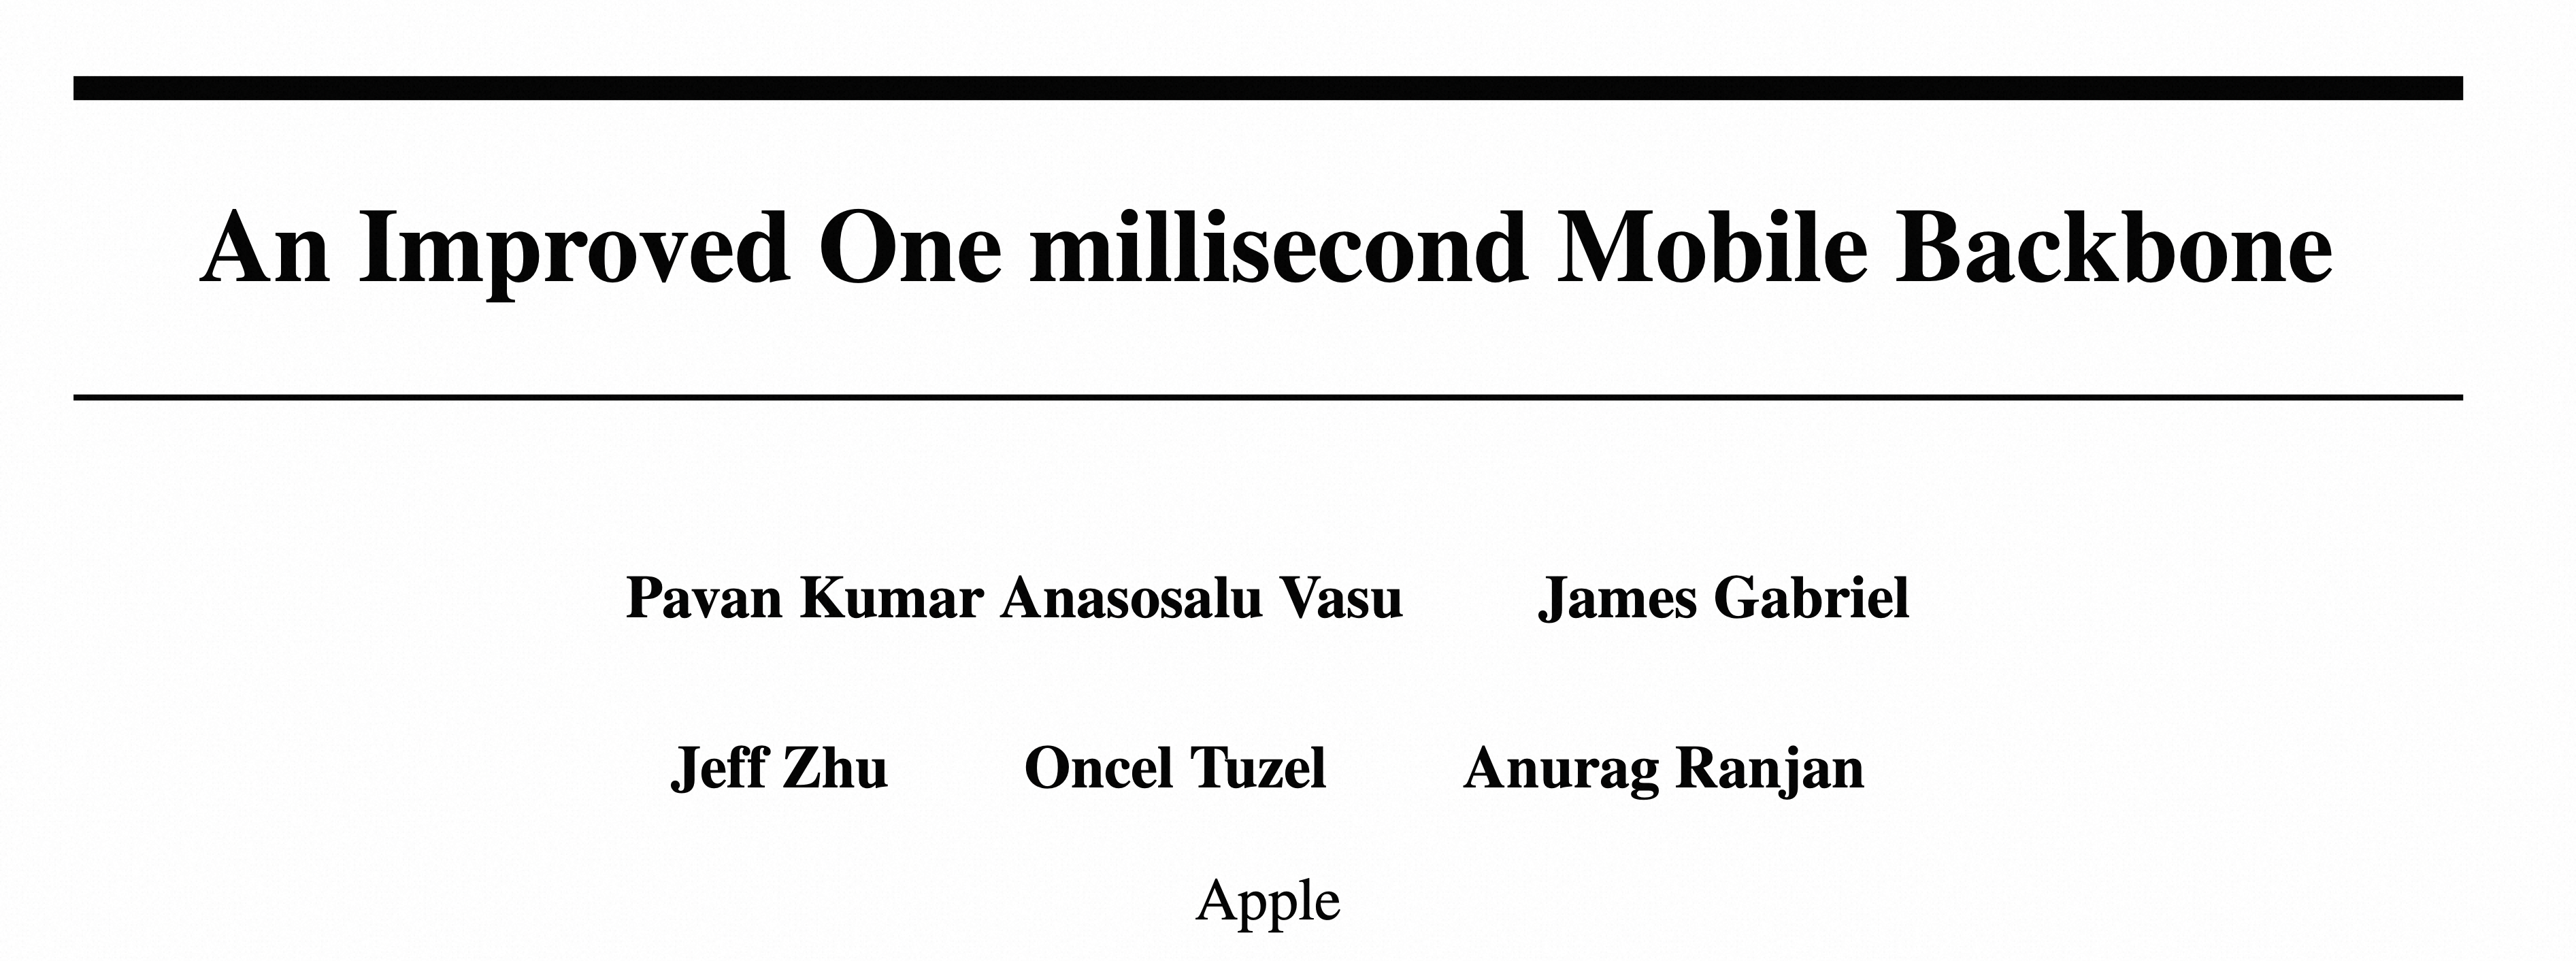 An Improved One millisecond Mobile Backbone
Pavan Kumar Anasosalu Vasu James Gabriel
Jeff Zhu Oncel Tuzel Anurag Ranjan
Apple